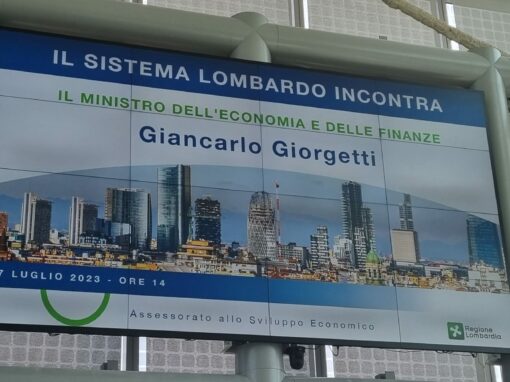 IL SISTEMA LOMBARDO INCONTRA
IL MINISTRO DELL'ECONOMIA E DELLE FINANZE
Giancarlo Giorgetti
7 LUGLIO 2023 - ORE 14
Assessorato allo Sviluppo Economico
Regione
Lombardia